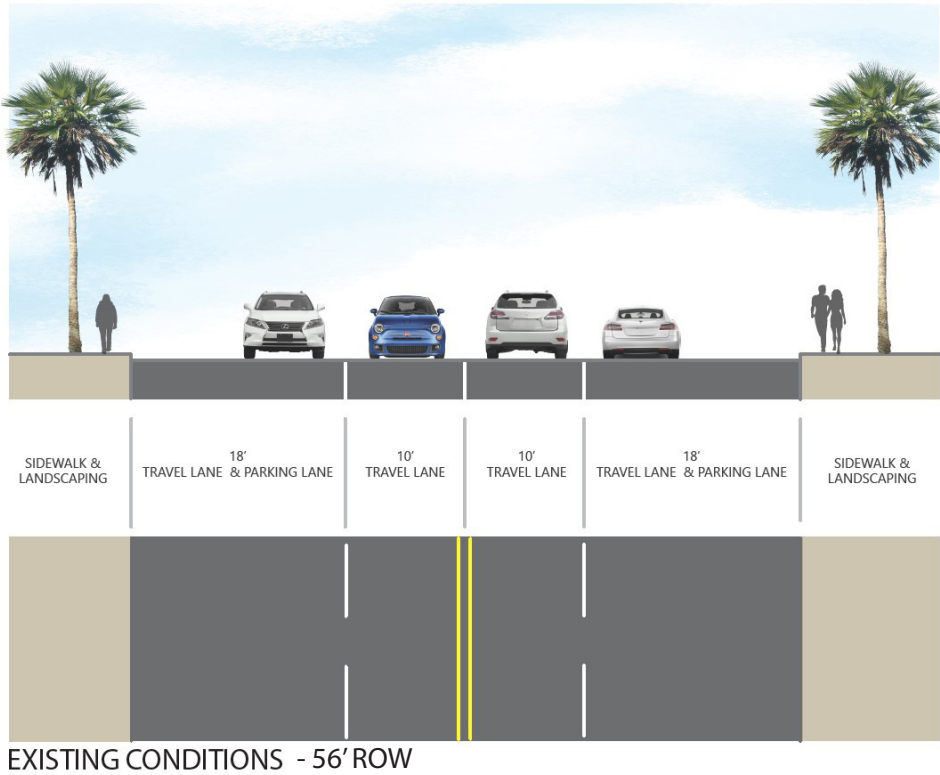 SIDEWALK &
LANDSCAPING
18'
TRAVEL LANE & PARKING LANE
10'
TRAVEL LANE
10'
TRAVEL LANE
18'
TRAVEL LANE & PARKING LANE
SIDEWALK &
LANDSCAPING
EXISTING CONDITIONS - 56' ROW